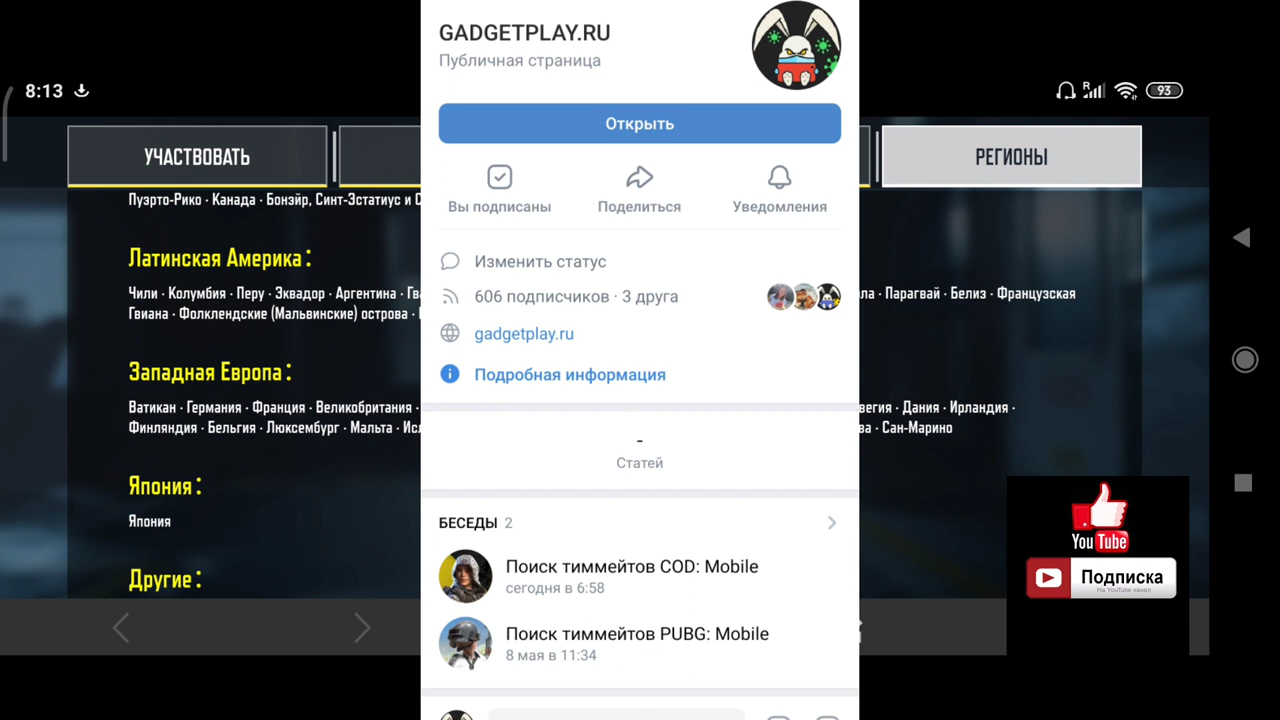 GADGETPLAY.RU
Публичная страница
8:13
R
93
Открыть
УЧАСТВОВАТЬ
РЕГИОНЫ
Пуэрто-Рико · Канада · Бонэйр, Синт-Эстатиус и С
Вы подписаны
Поделиться
Уведомления
Латинская Америка:
Изменить статус
Чили · Колумбия · Перу · Эквадор · Аргентина ·
606 подписчиков · 3 друга
ла · Парагвай · Белиз · Французская
Гвиана · Фолклендские (Мальвинские) острова ·
gadgetplay.ru
Западная Европа:
Подробная информация
Ватикан · Германия · Франция · Великобритания ·
вегия · Дания · Ирландия ·
Финляндия · Бельгия · Люксембург · Мальта · Ис
ва · Сан-Марино
-
Статей
Япония:
Япония
БЕСЕДЫ 2
Другие:
Поиск тиммейтов COD: Mobile
сегодня в 6:58
Поиск тиммейтов PUBG: Mobile
8 мая в 11:34
YouTube
Подписка
На YouTube канал